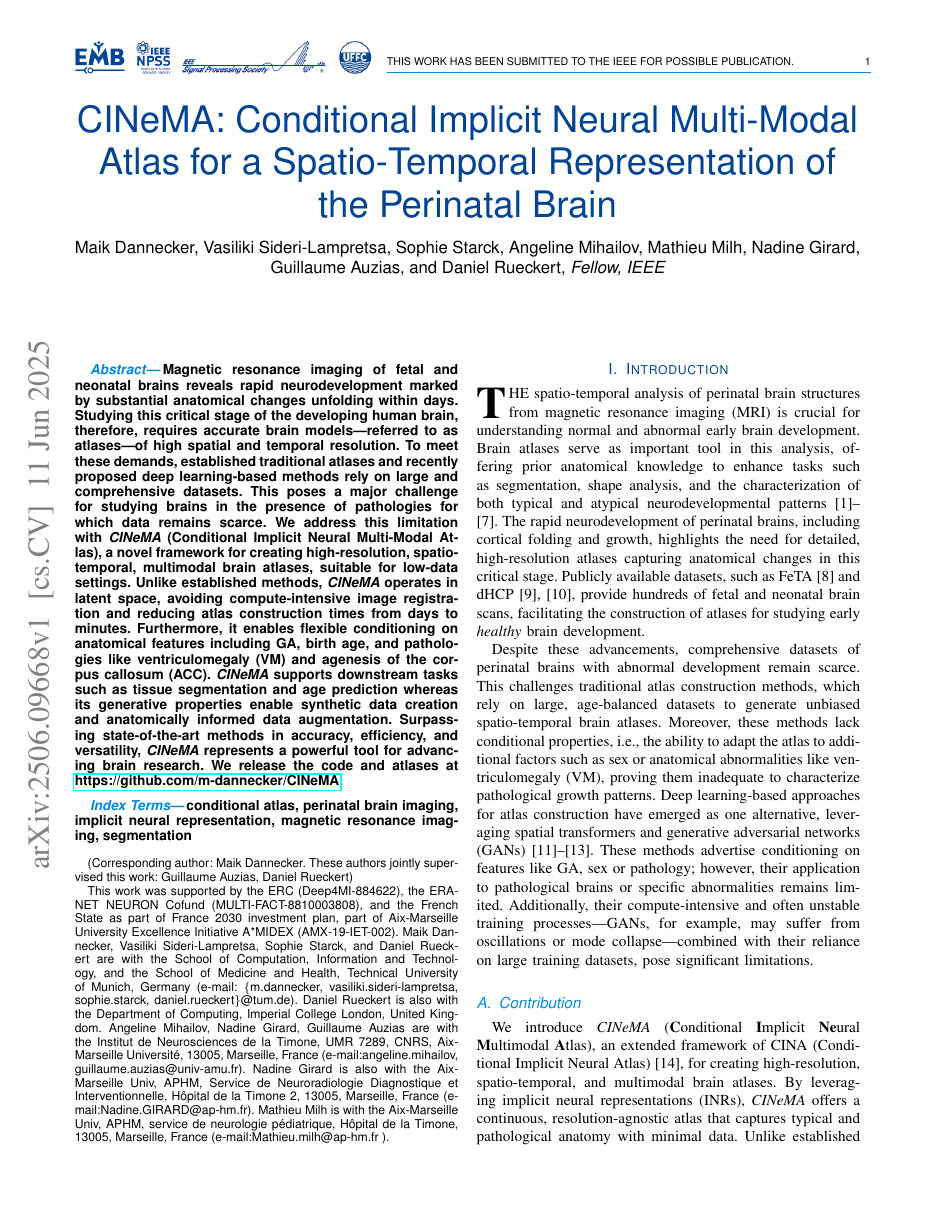 EMB
IEEE
NPSS
NUCLEAR & PLASMA
SCIENCES SOCIETY
IEEE
Signal Processing Society
UFFC
THIS WORK HAS BEEN SUBMITTED TO THE IEEE FOR POSSIBLE PUBLICATION.
1
CINeMA: Conditional Implicit Neural Multi-Modal
Atlas for a Spatio-Temporal Representation of
the Perinatal Brain
Maik Dannecker, Vasiliki Sideri-Lampretsa, Sophie Starck, Angeline Mihailov, Mathieu Milh, Nadine Girard,
Guillaume Auzias, and Daniel Rueckert, Fellow, IEEE
arXiv:2506.09668v1 [cs.CV] 11 Jun 2025
Abstract—Magnetic resonance imaging of fetal and
neonatal brains reveals rapid neurodevelopment marked
by substantial anatomical changes unfolding within days.
Studying this critical stage of the developing human brain,
therefore, requires accurate brain models—referred to as
atlases—of high spatial and temporal resolution. To meet
these demands, established traditional atlases and recently
proposed deep learning-based methods rely on large and
comprehensive datasets. This poses a major challenge
for studying brains in the presence of pathologies for
which data remains scarce. We address this limitation
with CINeMA (Conditional Implicit Neural Multi-Modal At-
las), a novel framework for creating high-resolution, spatio-
temporal, multimodal brain atlases, suitable for low-data
settings. Unlike established methods, CINeMA operates in
latent space, avoiding compute-intensive image registra-
tion and reducing atlas construction times from days to
minutes. Furthermore, it enables flexible conditioning on
anatomical features including GA, birth age, and patholo-
gies like ventriculomegaly (VM) and agenesis of the cor-
pus callosum (ACC). CINeMA supports downstream tasks
such as tissue segmentation and age prediction whereas
its generative properties enable synthetic data creation
and anatomically informed data augmentation. Surpass-
ing state-of-the-art methods in accuracy, efficiency, and
versatility, CINeMA represents a powerful tool for advanc-
ing brain research. We release the code and atlases at
https://github.com/m-dannecker/CINeMA
Index Terms—conditional atlas, perinatal brain imaging,
implicit neural representation, magnetic resonance imag-
ing, segmentation
(Corresponding author: Maik Dannecker. These authors jointly super-
vised this work: Guillaume Auzias, Daniel Rueckert)
This work was supported by the ERC (Deep4MI-884622), the ERA-
NET NEURON Cofund (MULTI-FACT-8810003808), and the French
State as part of France 2030 investment plan, part of Aix-Marseille
University Excellence Initiative A*MIDEX (AMX-19-IET-002). Maik Dan-
necker, Vasiliki Sideri-Lampretsa, Sophie Starck, and Daniel Rueck-
ert are with the School of Computation, Information and Technol-
ogy, and the School of Medicine and Health, Technical University
of Munich, Germany (e-mail: {m.dannecker, vasiliki.sideri-lampretsa,
sophie.starck, daniel.rueckert}@tum.de). Daniel Rueckert is also with
the Department of Computing, Imperial College London, United King-
dom. Angeline Mihailov, Nadine Girard, Guillaume Auzias are with
the Institut de Neurosciences de la Timone, UMR 7289, CNRS, Aix-
Marseille Université, 13005, Marseille, France (e-mail:angeline.mihailov,
guillaume.auzias@univ-amu.fr). Nadine Girard is also with the Aix-
Marseille Univ, APHM, Service de Neuroradiologie Diagnostique et
Interventionnelle, Hôpital de la Timone 2, 13005, Marseille, France (e-
mail:Nadine.GIRARD@ap-hm.fr). Mathieu Milh is with the Aix-Marseille
Univ, APHM, service de neurologie pédiatrique, Hôpital de la Timone,
13005, Marseille, France (e-mail:Mathieu.milh@ap-hm.fr ).
I. INTRODUCTION
THE spatio-temporal analysis of perinatal brain structures
from magnetic resonance imaging (MRI) is crucial for
understanding normal and abnormal early brain development.
Brain atlases serve as important tool in this analysis, of-
fering prior anatomical knowledge to enhance tasks such
as segmentation, shape analysis, and the characterization of
both typical and atypical neurodevelopmental patterns [1]–
[7]. The rapid neurodevelopment of perinatal brains, including
cortical folding and growth, highlights the need for detailed,
high-resolution atlases capturing anatomical changes in this
critical stage. Publicly available datasets, such as FeTA [8] and
dHCP [9], [10], provide hundreds of fetal and neonatal brain
scans, facilitating the construction of atlases for studying early
healthy brain development.
Despite these advancements, comprehensive datasets of
perinatal brains with abnormal development remain scarce.
This challenges traditional atlas construction methods, which
rely on large, age-balanced datasets to generate unbiased
spatio-temporal brain atlases. Moreover, these methods lack
conditional properties, i.e., the ability to adapt the atlas to addi-
tional factors such as sex or anatomical abnormalities like ven-
triculomegaly (VM), proving them inadequate to characterize
pathological growth patterns. Deep learning-based approaches
for atlas construction have emerged as one alternative, lever-
aging spatial transformers and generative adversarial networks
(GANs) [11]–[13]. These methods advertise conditioning on
features like GA, sex or pathology; however, their application
to pathological brains or specific abnormalities remains lim-
ited. Additionally, their compute-intensive and often unstable
training processes—GANs, for example, may suffer from
oscillations or mode collapse—combined with their reliance
on large training datasets, pose significant limitations.
A. Contribution
We introduce CINeMA (Conditional Implicit Neural
Multimodal Atlas), an extended framework of CINA (Condi-
tional Implicit Neural Atlas) [14], for creating high-resolution,
spatio-temporal, and multimodal brain atlases. By leverag-
ing implicit neural representations (INRs), CINeMA offers a
continuous, resolution-agnostic atlas that captures typical and
pathological anatomy with minimal data. Unlike established